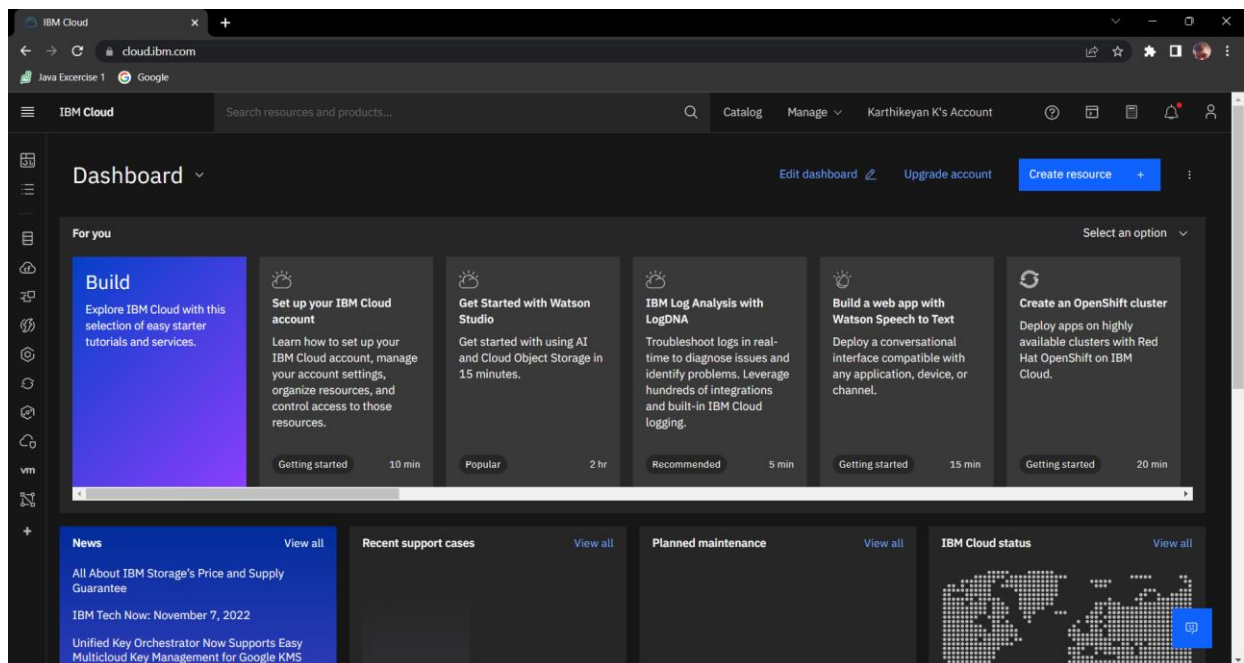 IBM Cloud
cloud.ibm.com
Java Excercise 1
Google
IBM Cloud
Search resources and products...
Catalog
Manage
Karthikeyan K's Account
Dashboard
Edit dashboard
Upgrade account
Create resource +
For you
Select an option
Build
Explore IBM Cloud with this
selection of easy starter
tutorials and services.
Set up your IBM Cloud
account
Learn how to set up your
IBM Cloud account, manage
your account settings,
organize resources, and
control access to those
resources.
Getting started
10 min
Get Started with Watson
Studio
Get started with using AI
and Cloud Object Storage in
15 minutes.
Popular
2 hr
IBM Log Analysis with
LogDNA
Troubleshoot logs in real-
time to diagnose issues and
identify problems. Leverage
hundreds of integrations
and built-in IBM Cloud
logging.
Recommended
5 min
Build a web app with
Watson Speech to Text
Deploy a conversational
interface compatible with
any application, device, or
channel.
Getting started
15 min
Create an OpenShift cluster
Deploy apps on highly
available clusters with Red
Hat OpenShift on IBM
Cloud.
Getting started
20 min
vm
News
View all
All About IBM Storage's Price and Supply
Guarantee
IBM Tech Now: November 7, 2022
Unified Key Orchestrator Now Supports Easy
Multicloud Key Management for Google KMS
Recent support cases
View all
Planned maintenance
View all
IBM Cloud status
View all